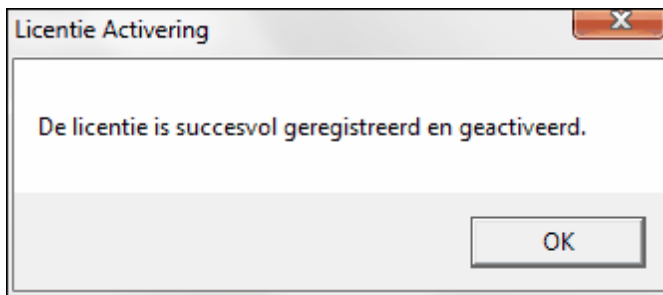 Licentie Activering
De licentie is succesvol geregistreerd en geactiveerd.
OK